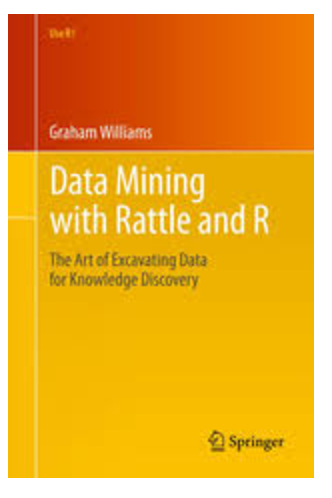 Use R!
Graham Williams
Data Mining
with Rattle and R
The Art of Excavating Data
for Knowledge Discovery
Springer